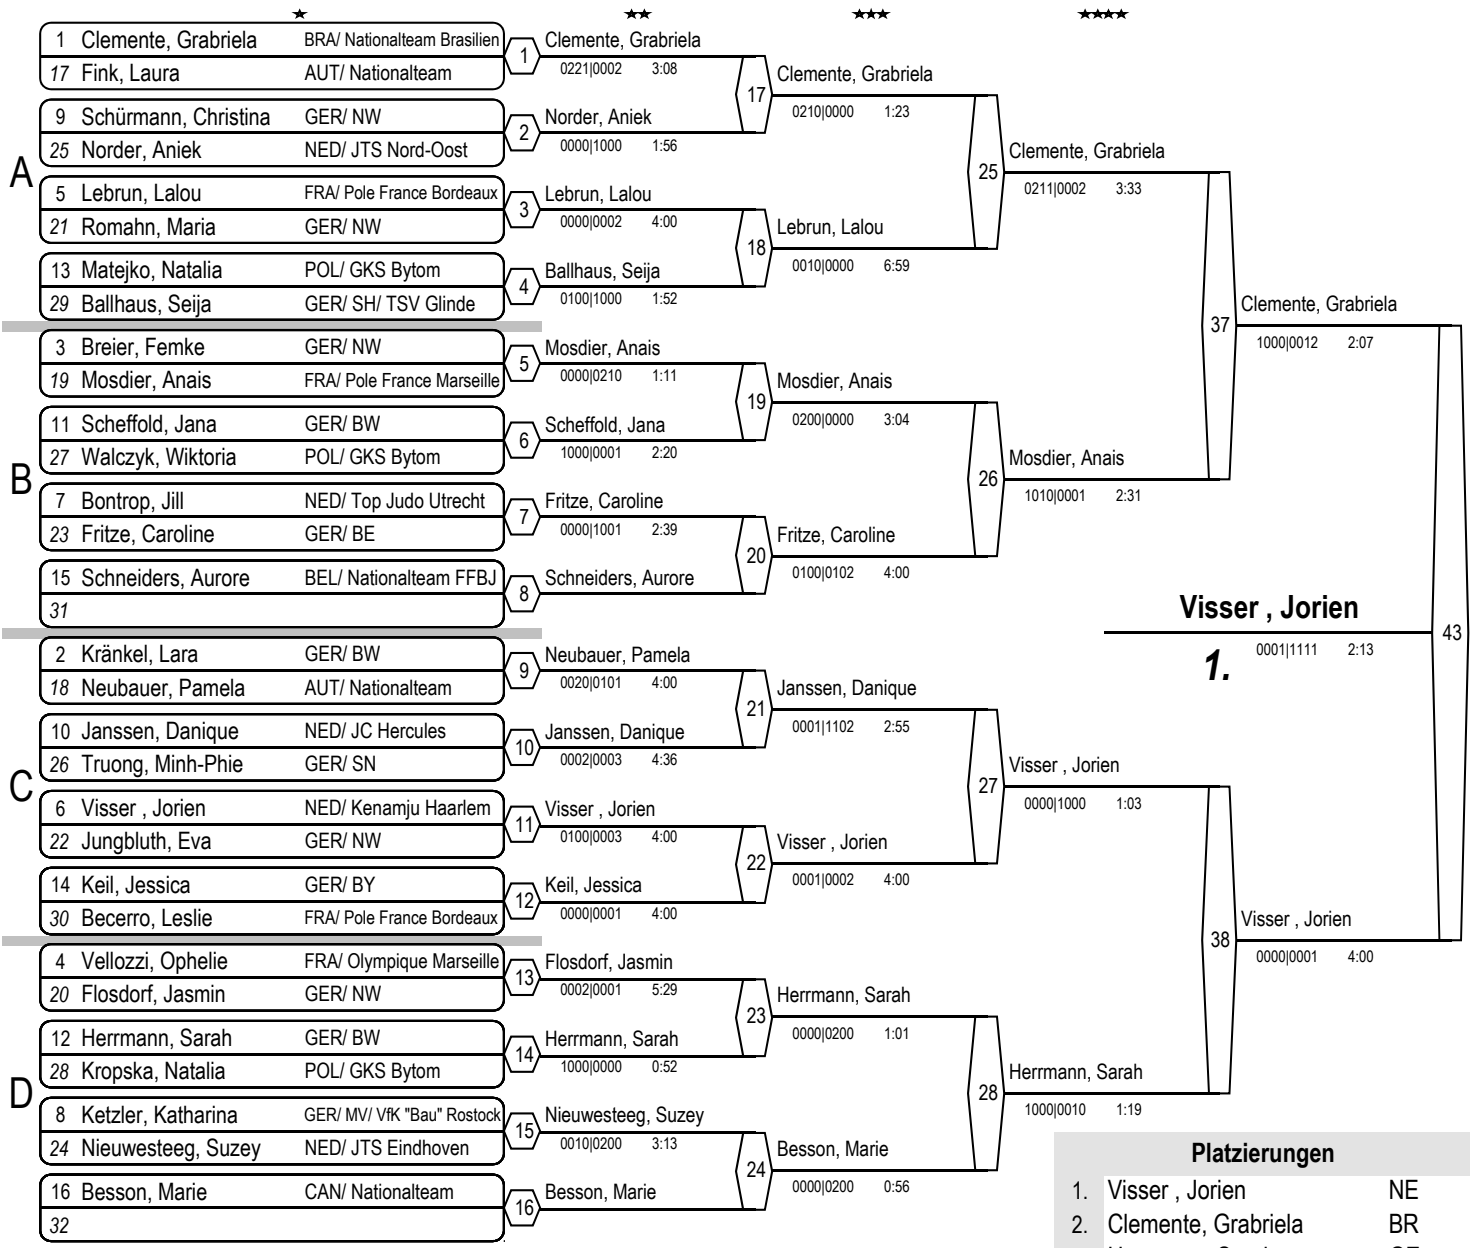 ★ ★★ ★★★ ★★★★
A
1 Clemente, Grabriela BRA/ Nationalteam Brasilien
17 Fink, Laura AUT/ Nationalteam
9 Schürmann, Christina GER/ NW
25 Norder, Aniek NED/ JTS Nord-Oost
5 Lebrun, Lalou FRA/ Pole France Bordeaux
21 Romahn, Maria GER/ NW
13 Matejko, Natalia POL/ GKS Bytom
29 Ballhaus, Seija GER/ SH/ TSV Glinde
B
3 Breier, Femke GER/ NW
19 Mosdier, Anais FRA/ Pole France Marseille
11 Scheffold, Jana GER/ BW
27 Walczyk, Wiktoria POL/ GKS Bytom
7 Bontrop, Jill NED/ Top Judo Utrecht
23 Fritze, Caroline GER/ BE
15 Schneiders, Aurore BEL/ Nationalteam FFBJ
31
C
2 Kränkel, Lara GER/ BW
18 Neubauer, Pamela AUT/ Nationalteam
10 Janssen, Danique NED/ JC Hercules
26 Truong, Minh-Phie GER/ SN
6 Visser , Jorien NED/ Kenamju Haarlem
22 Jungbluth, Eva GER/ NW
14 Keil, Jessica GER/ BY
30 Becerro, Leslie FRA/ Pole France Bordeaux
D
4 Vellozzi, Ophelie FRA/ Olympique Marseille
20 Flosdorf, Jasmin GER/ NW
12 Herrmann, Sarah GER/ BW
28 Kropska, Natalia POL/ GKS Bytom
8 Ketzler, Katharina GER/ MV/ VfK "Bau" Rostock
24 Nieuwesteeg, Suzey NED/ JTS Eindhoven
16 Besson, Marie CAN/ Nationalteam
32
1 Clemente, Grabriela
0221|0002 3:08
2 Norder, Aniek
0000|1000 1:56
3 Lebrun, Lalou
0000|0002 4:00
4 Ballhaus, Seija
0100|1000 1:52
5 Mosdier, Anais
0000|0210 1:11
6 Scheffold, Jana
1000|0001 2:20
7 Fritze, Caroline
0000|1001 2:39
8 Schneiders, Aurore
9 Neubauer, Pamela
0020|0101 4:00
10 Janssen, Danique
0002|0003 4:36
11 Visser , Jorien
0100|0003 4:00
12 Keil, Jessica
0000|0001 4:00
13 Flosdorf, Jasmin
0002|0001 5:29
14 Herrmann, Sarah
1000|0000 0:52
15 Nieuwesteeg, Suzey
0010|0200 3:13
16 Besson, Marie
17 Clemente, Grabriela
0210|0000 1:23
18 Lebrun, Lalou
0010|0000 6:59
19 Mosdier, Anais
0200|0000 3:04
20 Fritze, Caroline
0100|0102 4:00
21 Janssen, Danique
0001|1102 2:55
22 Visser , Jorien
0001|0002 4:00
23 Herrmann, Sarah
0000|0200 1:01
24 Besson, Marie
0000|0200 0:56
25 Clemente, Grabriela
0211|0002 3:33
26 Mosdier, Anais
1010|0001 2:31
27 Visser , Jorien
0000|1000 1:03
28 Herrmann, Sarah
1000|0010 1:19
37 Clemente, Grabriela
1000|0012 2:07
38 Visser , Jorien
0000|0001 4:00
43 Visser , Jorien
1. 0001|1111 2:13
Platzierungen
1. Visser , Jorien NE
2. Clemente, Grabriela BR